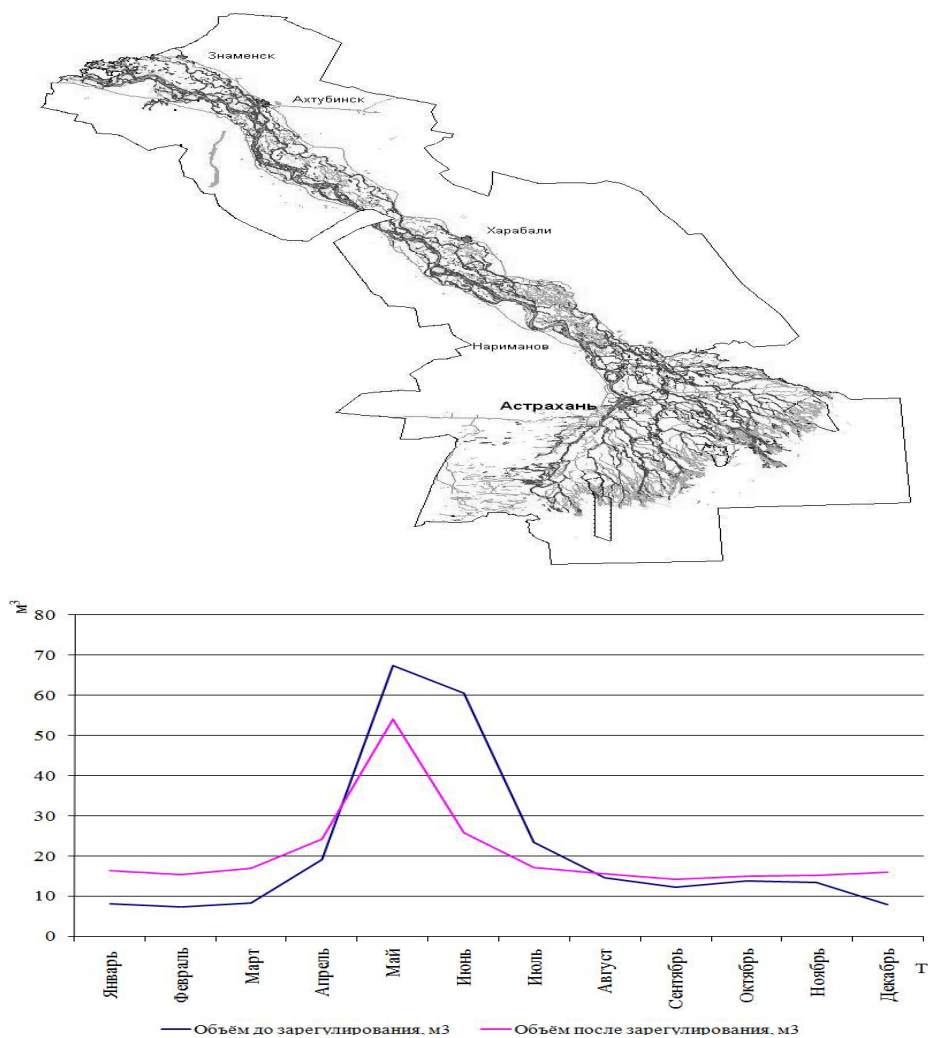 Знаменск
Ахтубинск
Харабали
Нариманов
Астрахань
м³
80
70
60
50
40
30
20
10
0
Январь
Февраль
Март
Апрель
Май
Июнь
Июль
Август
Сентябрь
Октябрь
Ноябрь
Декабрь
Т
Объём до зарегулирования, м3
Объём после зарегулирования, м3